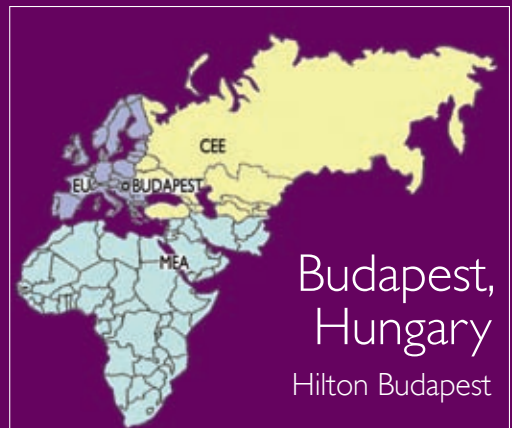 CEE
EU
BUDAPEST
MEA
Budapest,
Hungary
Hilton Budapest